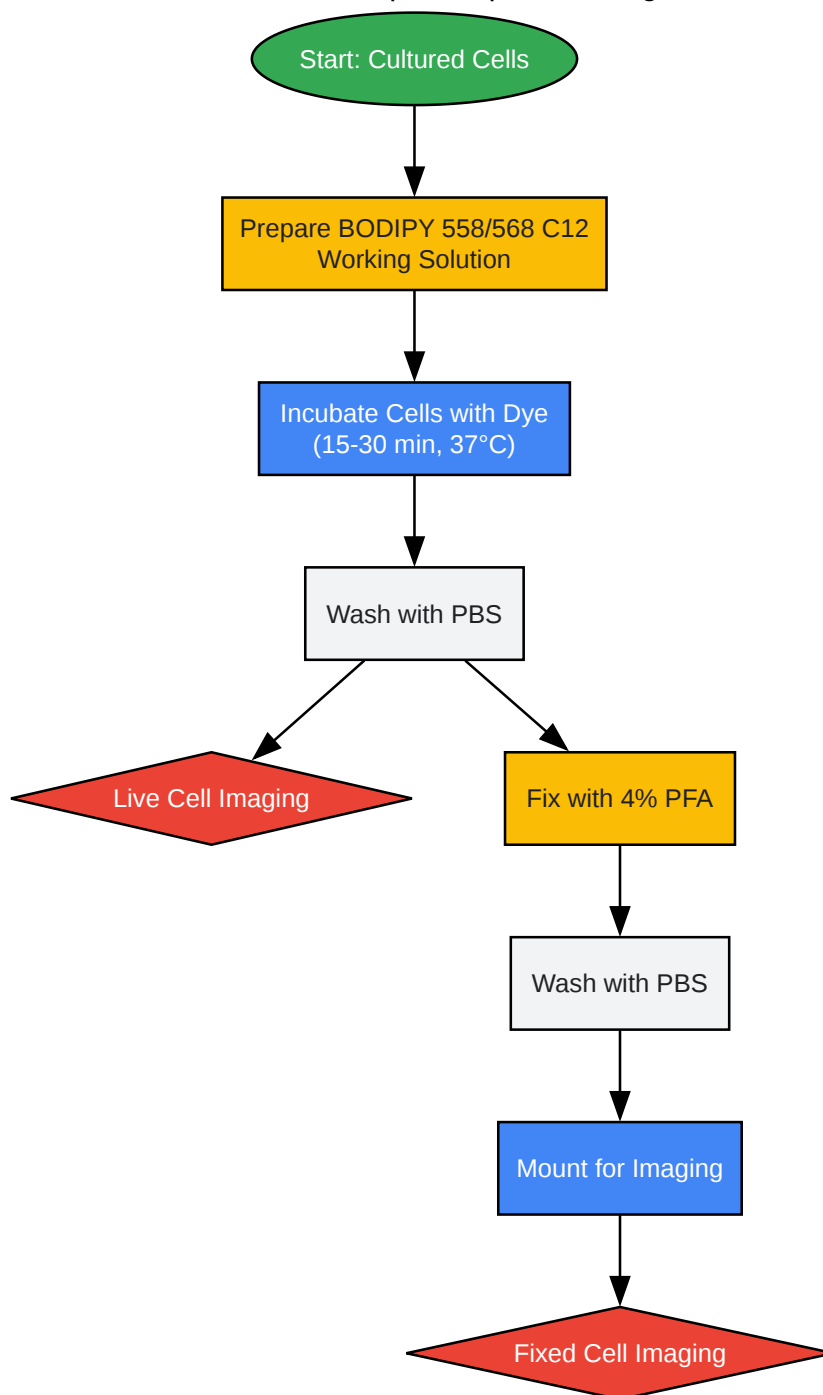 Start: Cultured Cells
Prepare BODIPY 558/568 C12
Working Solution
Incubate Cells with Dye
(15-30 min, 37°C)
Wash with PBS
Live Cell Imaging
Fix with 4% PFA
Wash with PBS
Mount for Imaging
Fixed Cell Imaging